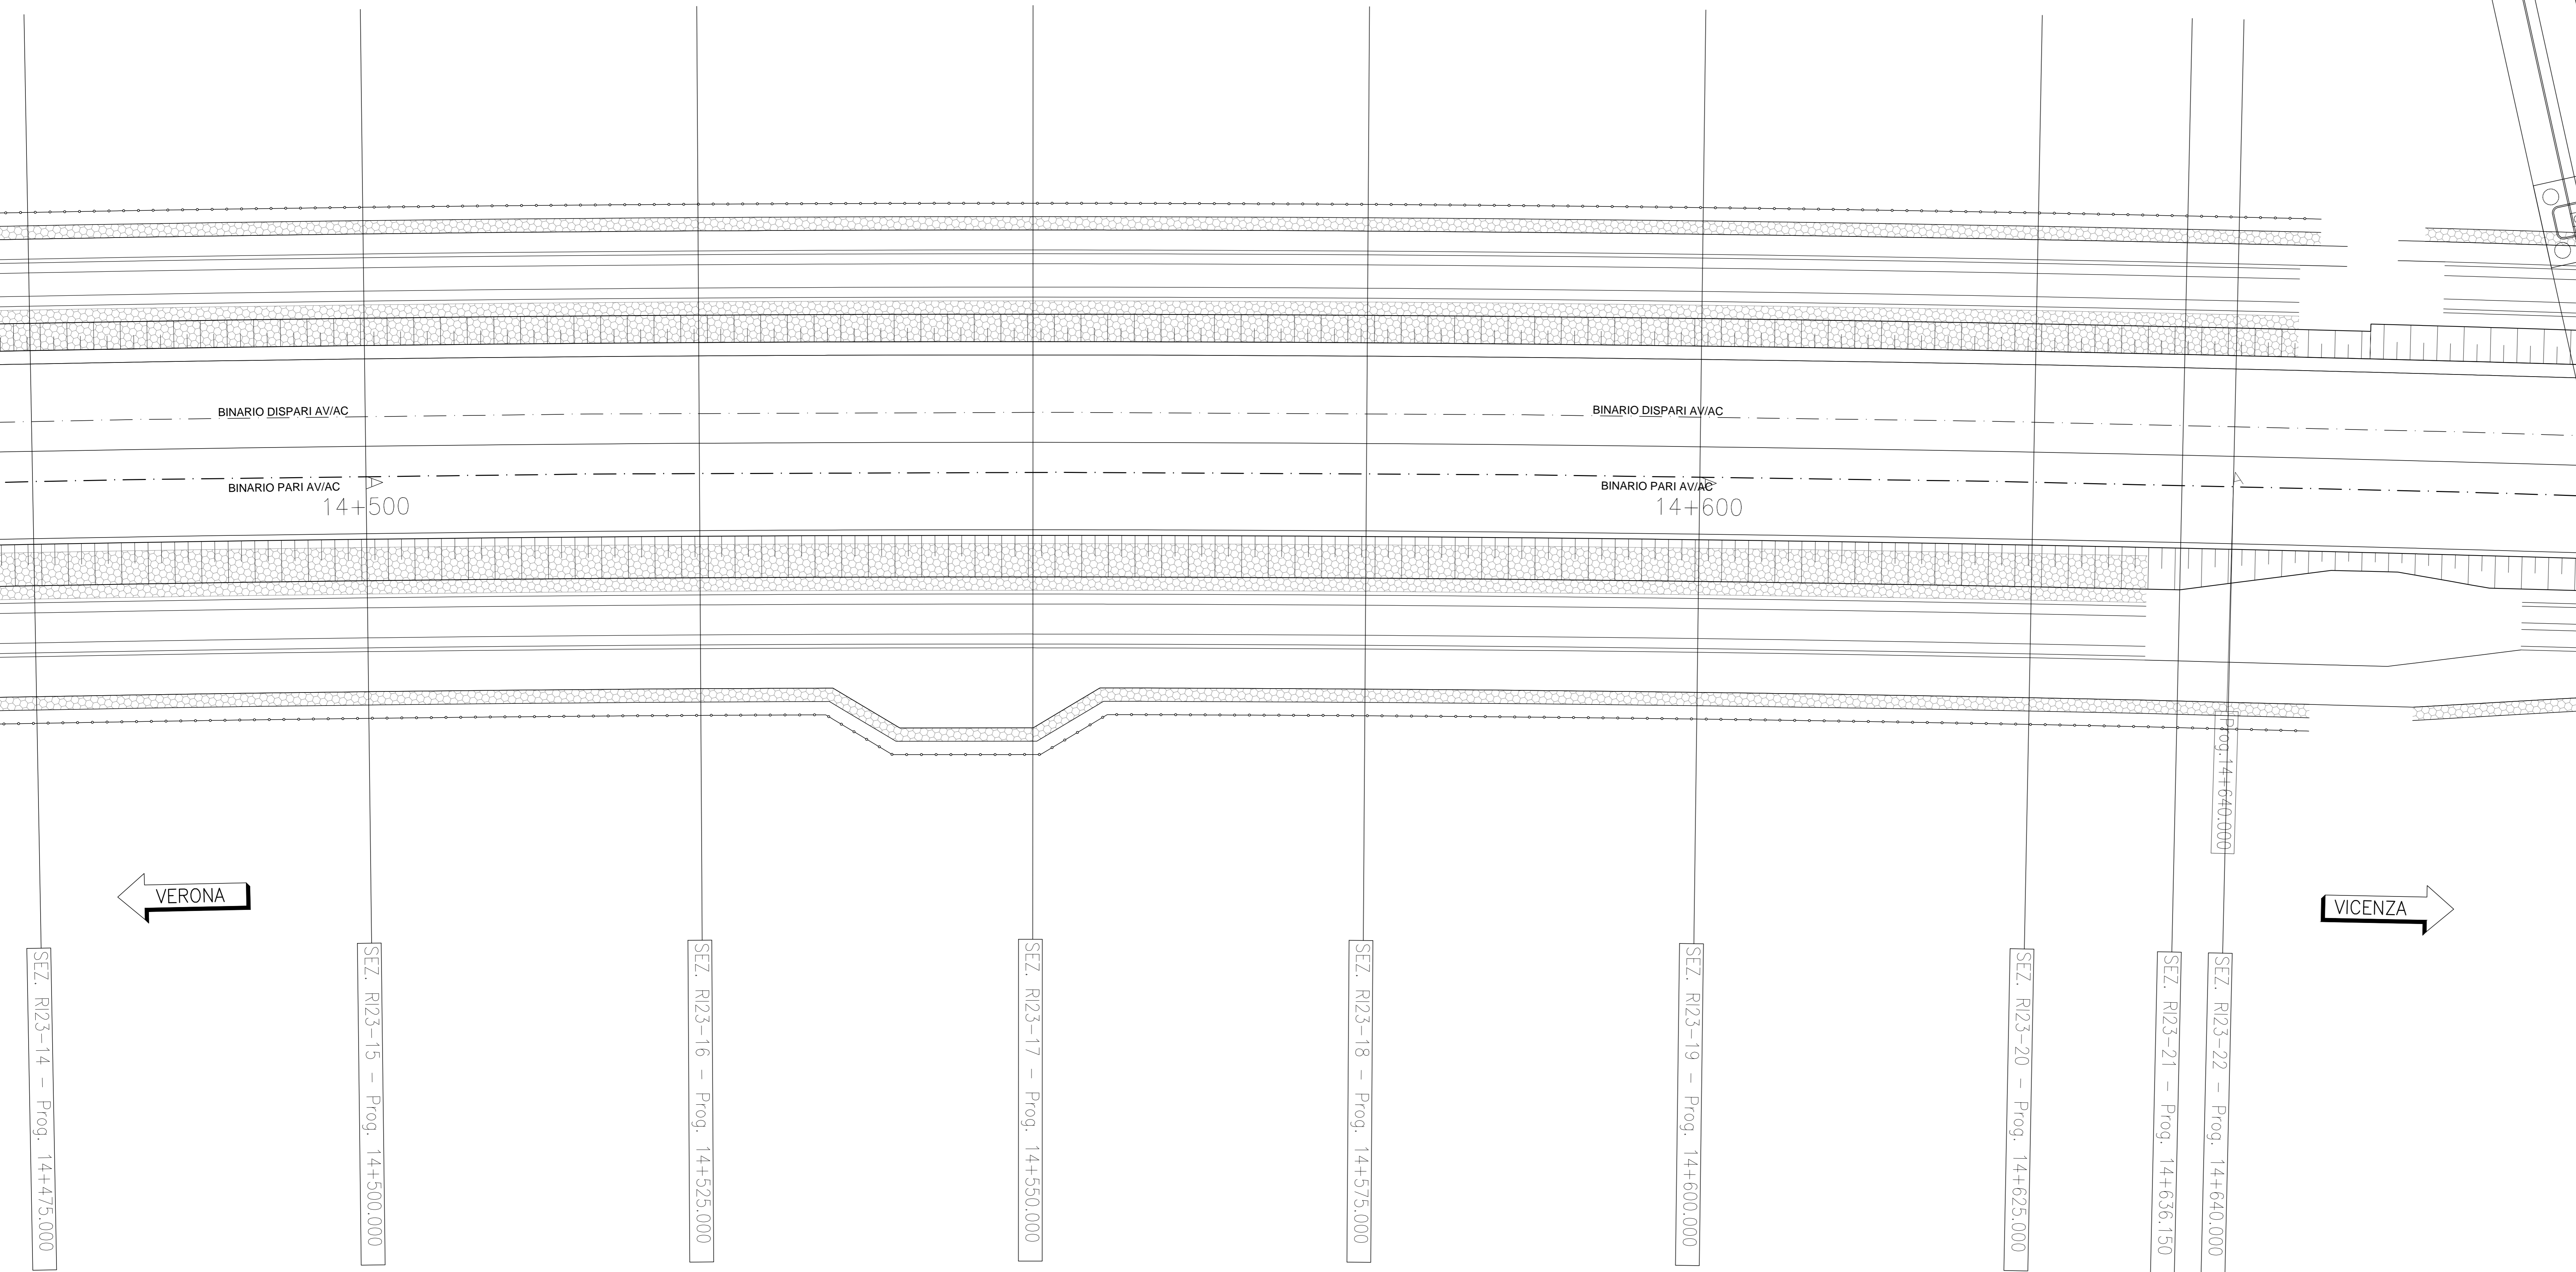 BINARIO DISPARI AV/AC
BINARIO DISPARI AV/AC
BINARIO PARI AV/AC
BINARIO PARI AV/AC
14+500
14+600
Prog.14+640.000
VERONA
VICENZA
SEZ. RI23-14 - Prog. 14+475.000
SEZ. RI23-15 - Prog. 14+500.000
SEZ. RI23-16 - Prog. 14+525.000
SEZ. RI23-17 - Prog. 14+550.000
SEZ. RI23-18 - Prog. 14+575.000
SEZ. RI23-19 - Prog. 14+600.000
SEZ. RI23-20 - Prog. 14+625.000
SEZ. RI23-21 - Prog. 14+636.150
SEZ. RI23-22 - Prog. 14+640.000